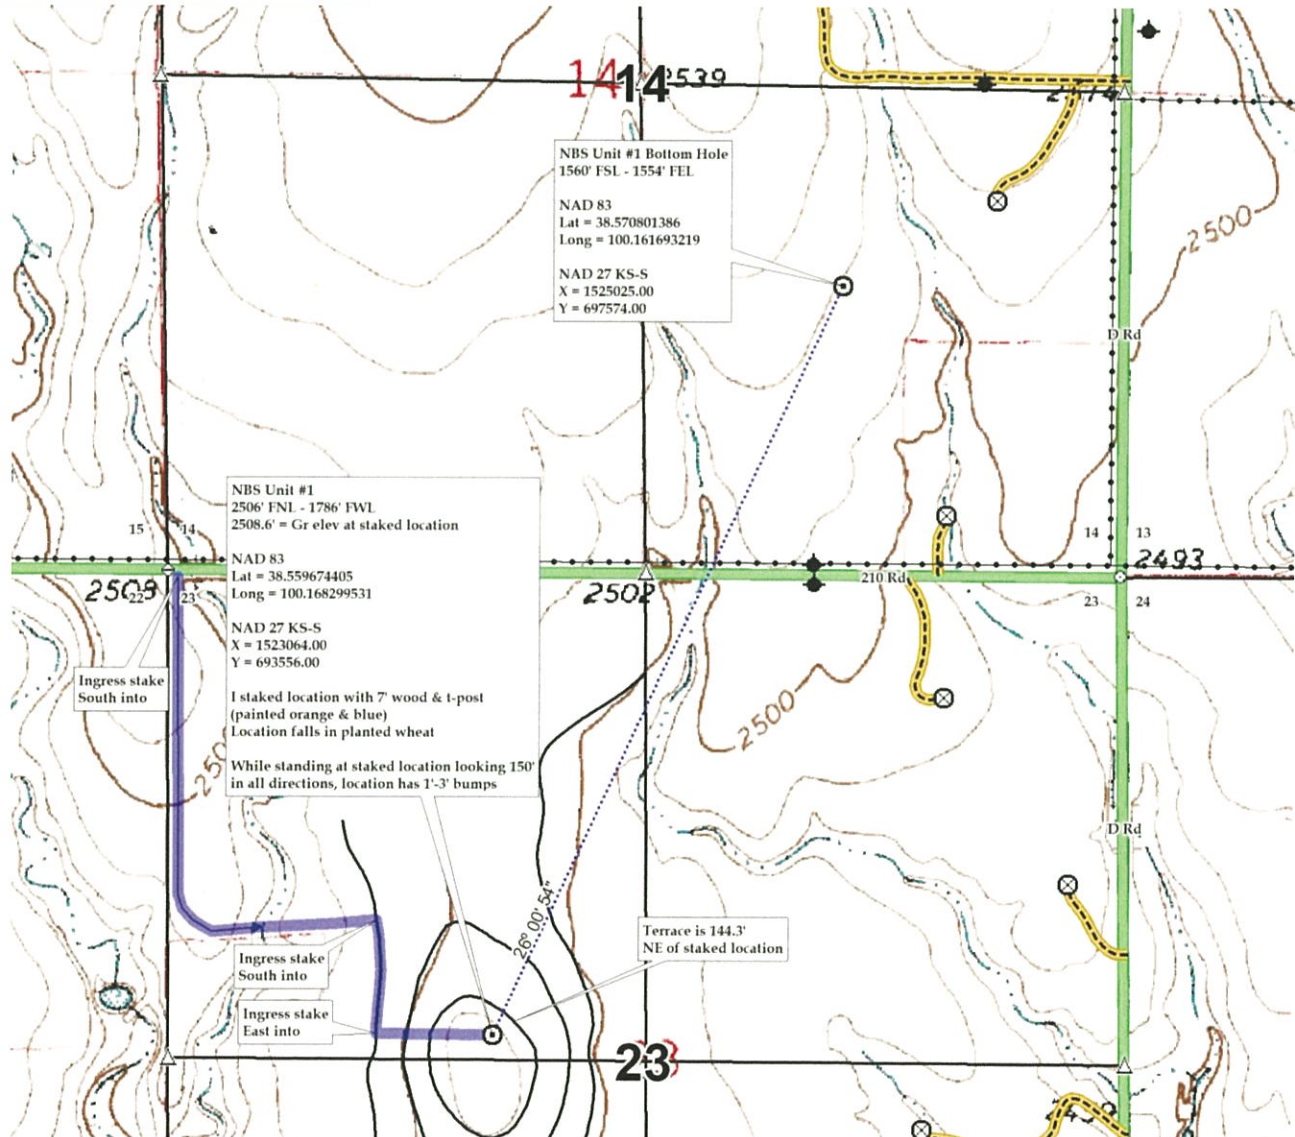 14
14
2539
NBS Unit #1 Bottom Hole
1560' FSL - 1554' FEL
NAD 83
Lat = 38.570801386
Long = 100.161693219
NAD 27 KS-S
X = 1525025.00
Y = 697574.00
2500
D Rd
NBS Unit #1
2506' FNL - 1786' FWL
2508.6' = Gr elev at staked location
NAD 83
Lat = 38.559674405
Long = 100.168299531
NAD 27 KS-S
X = 1523064.00
Y = 693556.00
I staked location with 7' wood & t-post
(painted orange & blue)
Location falls in planted wheat
While standing at staked location looking 150'
in all directions, location has 1'-3' bumps
15
14
14
13
2493
210 Rd
2509
22
23
2502
23
24
Ingress stake
South into
2500
D Rd
26° 00' 54"
Terrace is 144.3'
NE of staked location
Ingress stake
South into
Ingress stake
East into
23